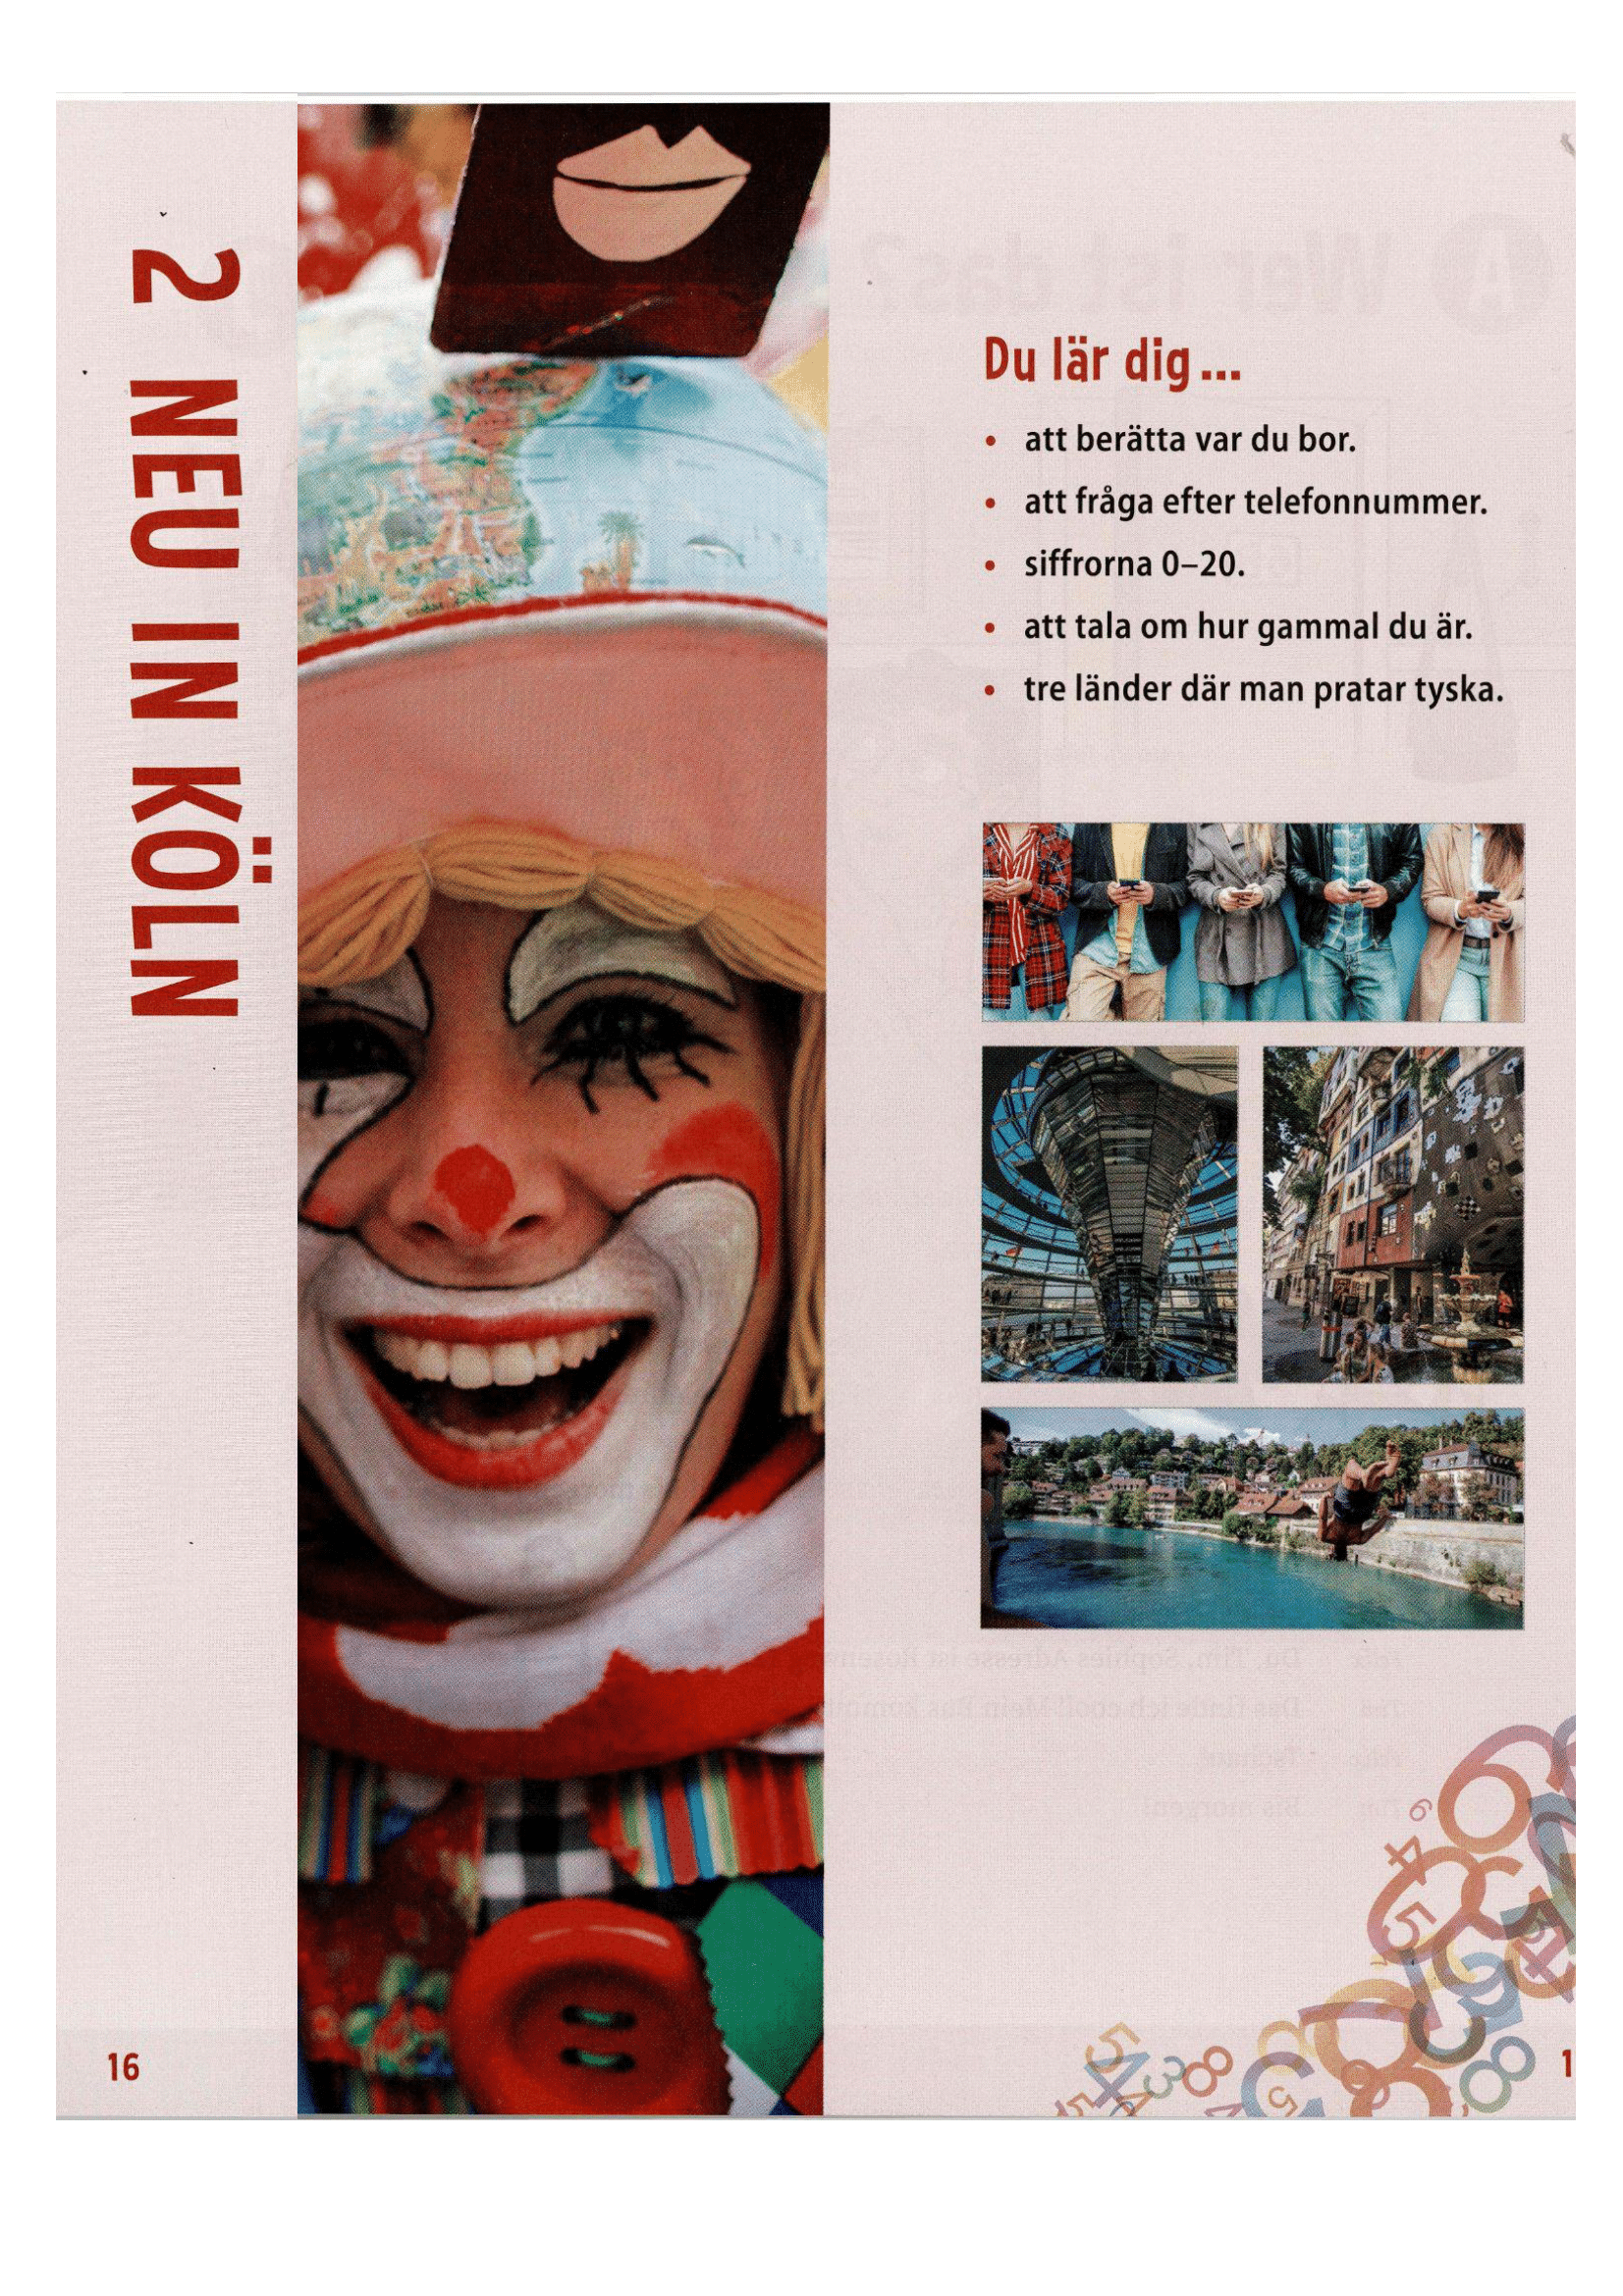 2 NEU IN KÖLN
Du lär dig ...
• att berätta var du bor.
• att fråga efter telefonnummer.
• siffrorna 0–20.
• att tala om hur gammal du är.
• tre länder där man pratar tyska.
16
1